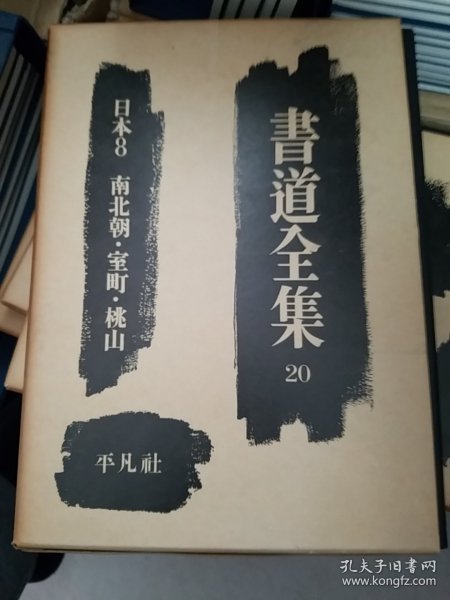 書道全集
20
日本8 南北朝・室町・桃山
平凡社
孔夫子旧书网
www.kongfz.com